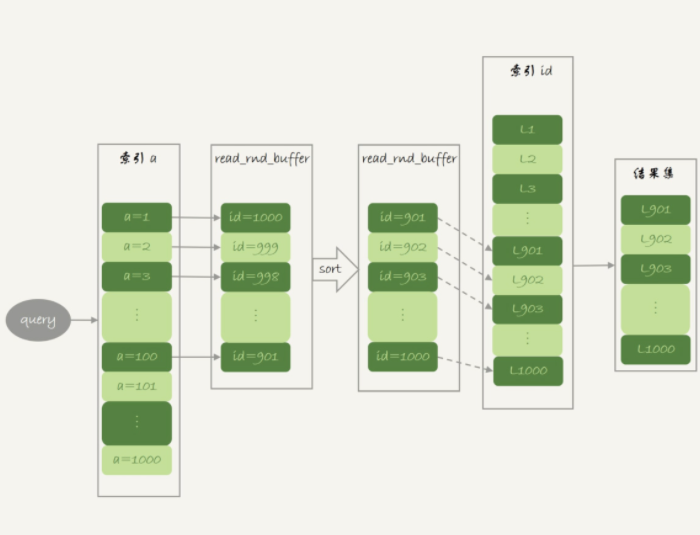 query
索引 a
a=1
a=2
a=3
⋮
a=100
a=101
⋮
a=1000
read_rnd_buffer
id=1000
id=999
id=998
⋮
id=901
sort
read_rnd_buffer
id=901
id=902
id=903
⋮
id=1000
索引 id
L1
L2
L3
⋮
L901
L902
L903
⋮
L1000
结果集
L901
L902
L903
⋮
L1000